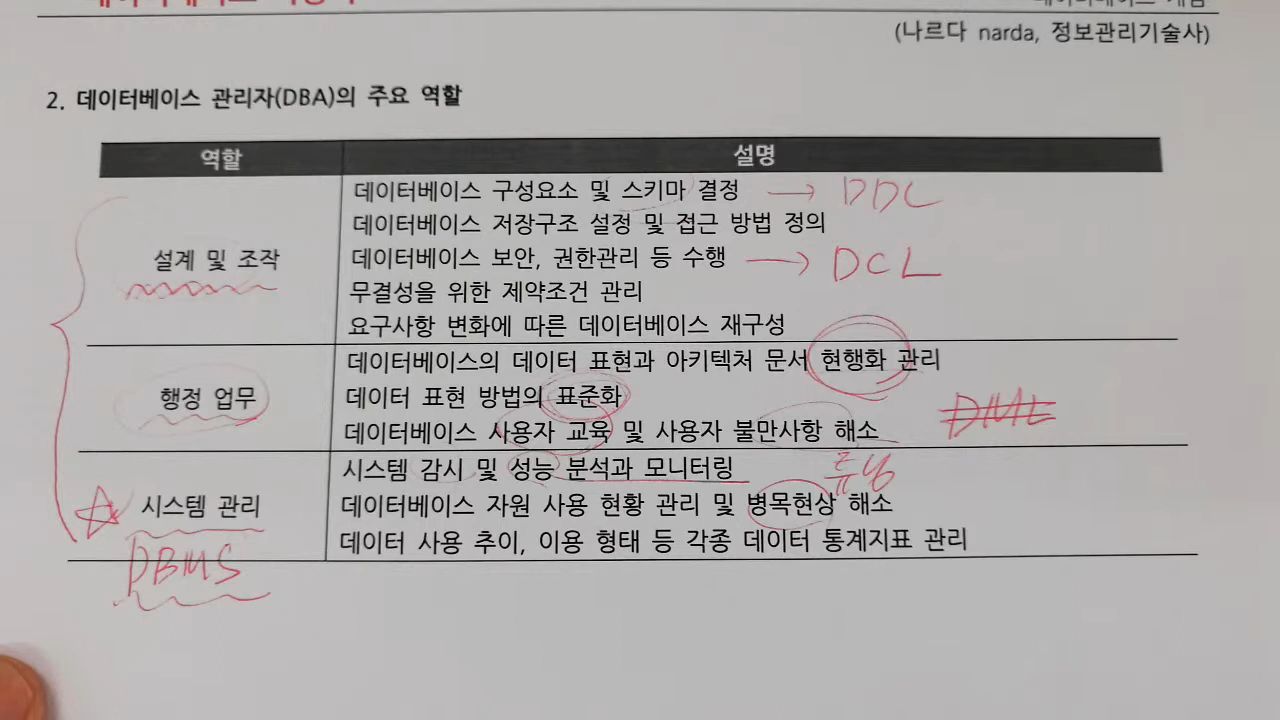 (나르다 narda, 정보관리기술사)
2. 데이터베이스 관리자(DBA)의 주요 역할
역할 설명
설계 및 조작
데이터베이스 구성요소 및 스키마 결정 → DDL
데이터베이스 저장구조 설정 및 접근 방법 정의
데이터베이스 보안, 권한관리 등 수행 → DCL
무결성을 위한 제약조건 관리
요구사항 변화에 따른 데이터베이스 재구성
행정 업무
데이터베이스의 데이터 표현과 아키텍처 문서 현행화 관리
데이터 표현 방법의 표준화
데이터베이스 사용자 교육 및 사용자 불만사항 해소
DML
시스템 관리
DBMS
시스템 감시 및 성능 분석과 모니터링 튜닝
데이터베이스 자원 사용 현황 관리 및 병목현상 해소
데이터 사용 추이, 이용 형태 등 각종 데이터 통계지표 관리